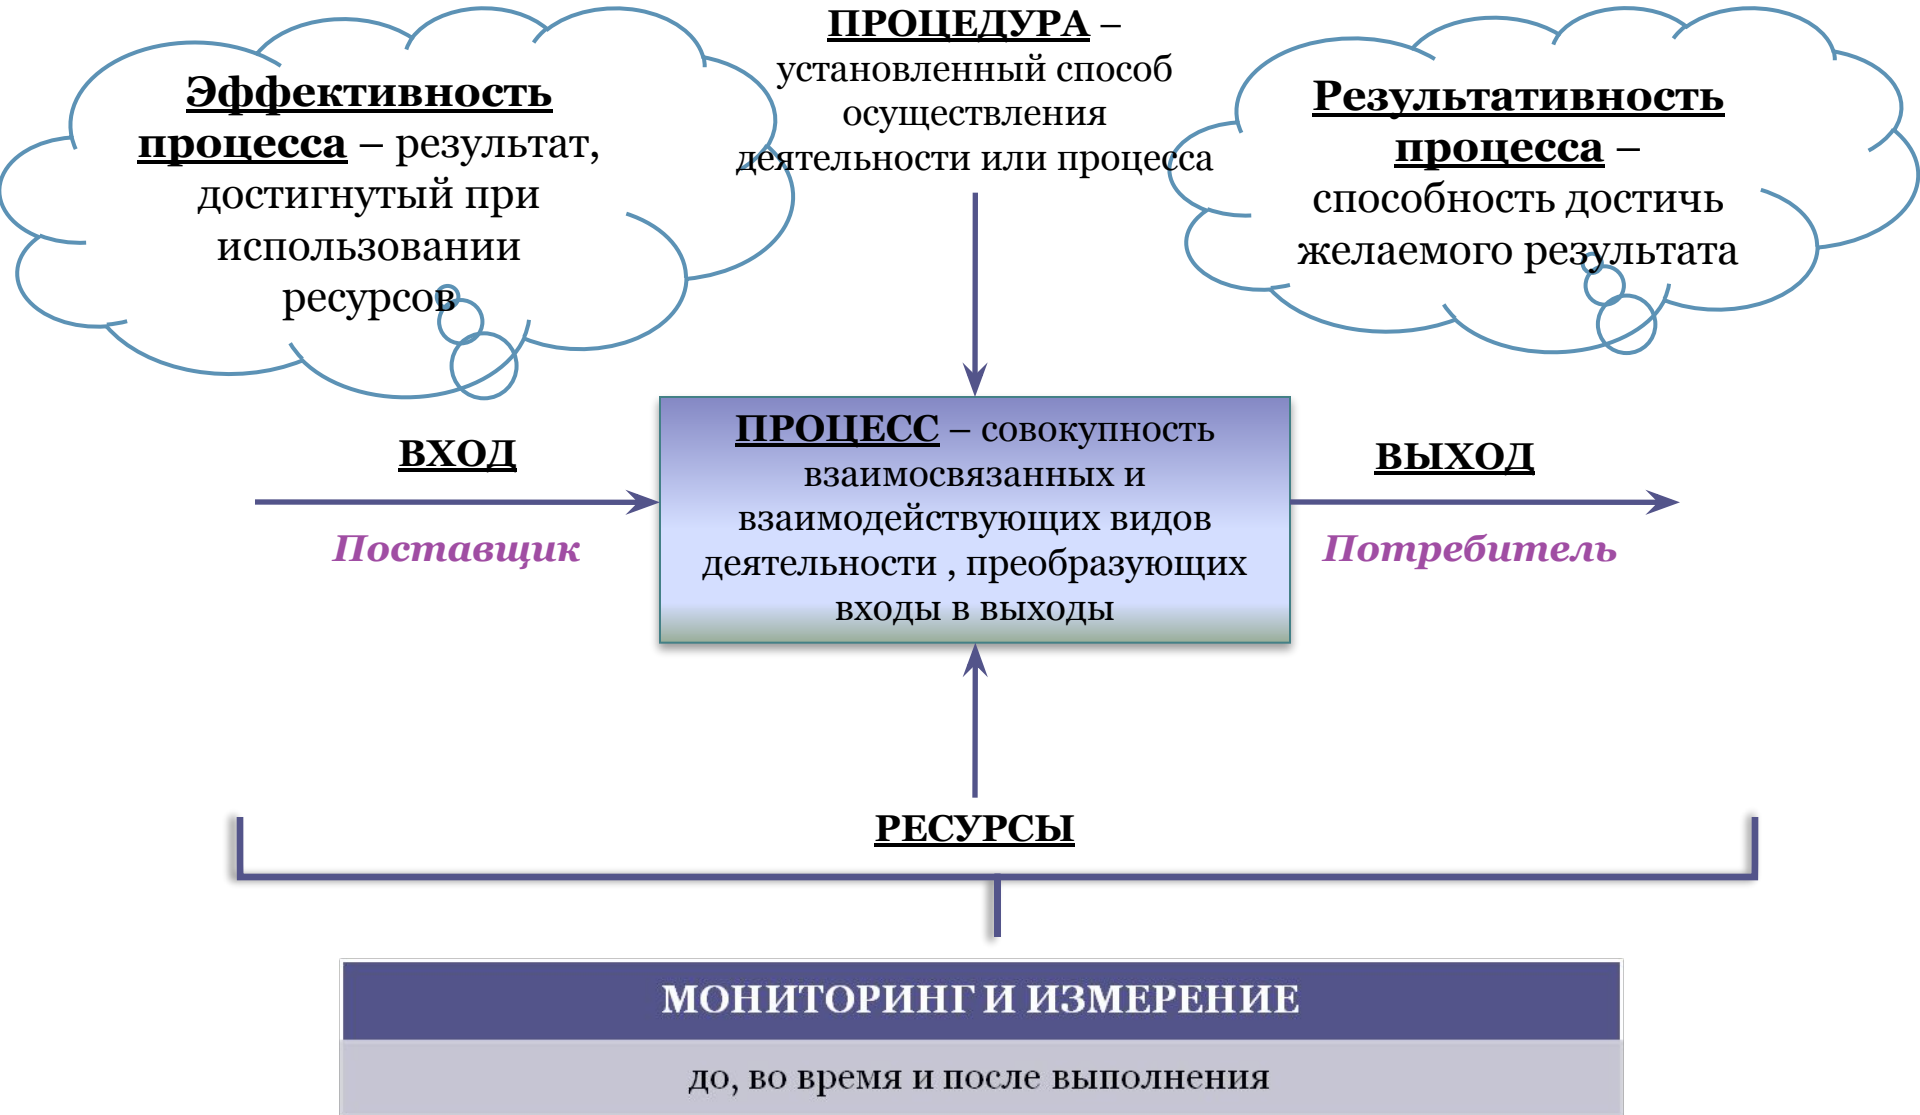 Эффективность
процесса – результат,
достигнутый при
использовании
ресурсов
ПРОЦЕДУРА –
установленный способ
осуществления
деятельности или процесса
Результативность
процесса –
способность достичь
желаемого результата
ВХОД
Поставщик
ПРОЦЕСС – совокупность
взаимосвязанных и
взаимодействующих видов
деятельности , преобразующих
входы в выходы
ВЫХОД
Потребитель
РЕСУРСЫ
МОНИТОРИНГ И ИЗМЕРЕНИЕ
до, во время и после выполнения